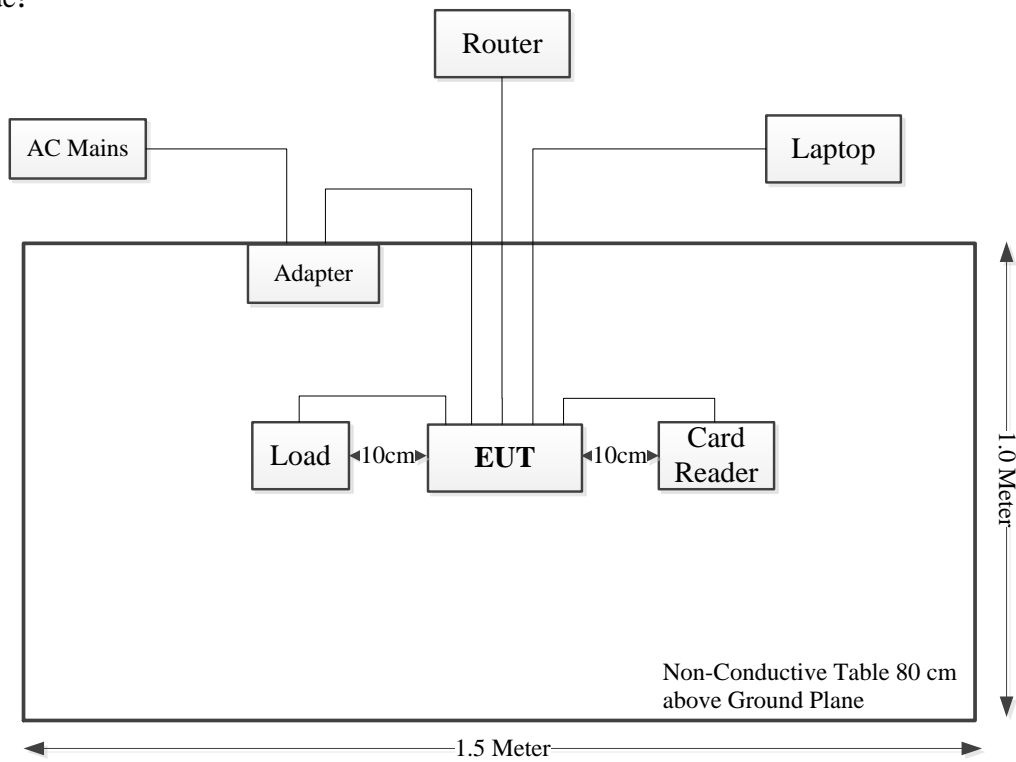 Router
AC Mains
Laptop
Adapter
Load
10cm
EUT
10cm
Card
Reader
1.0 Meter
Non-Conductive Table 80 cm
above Ground Plane
1.5 Meter